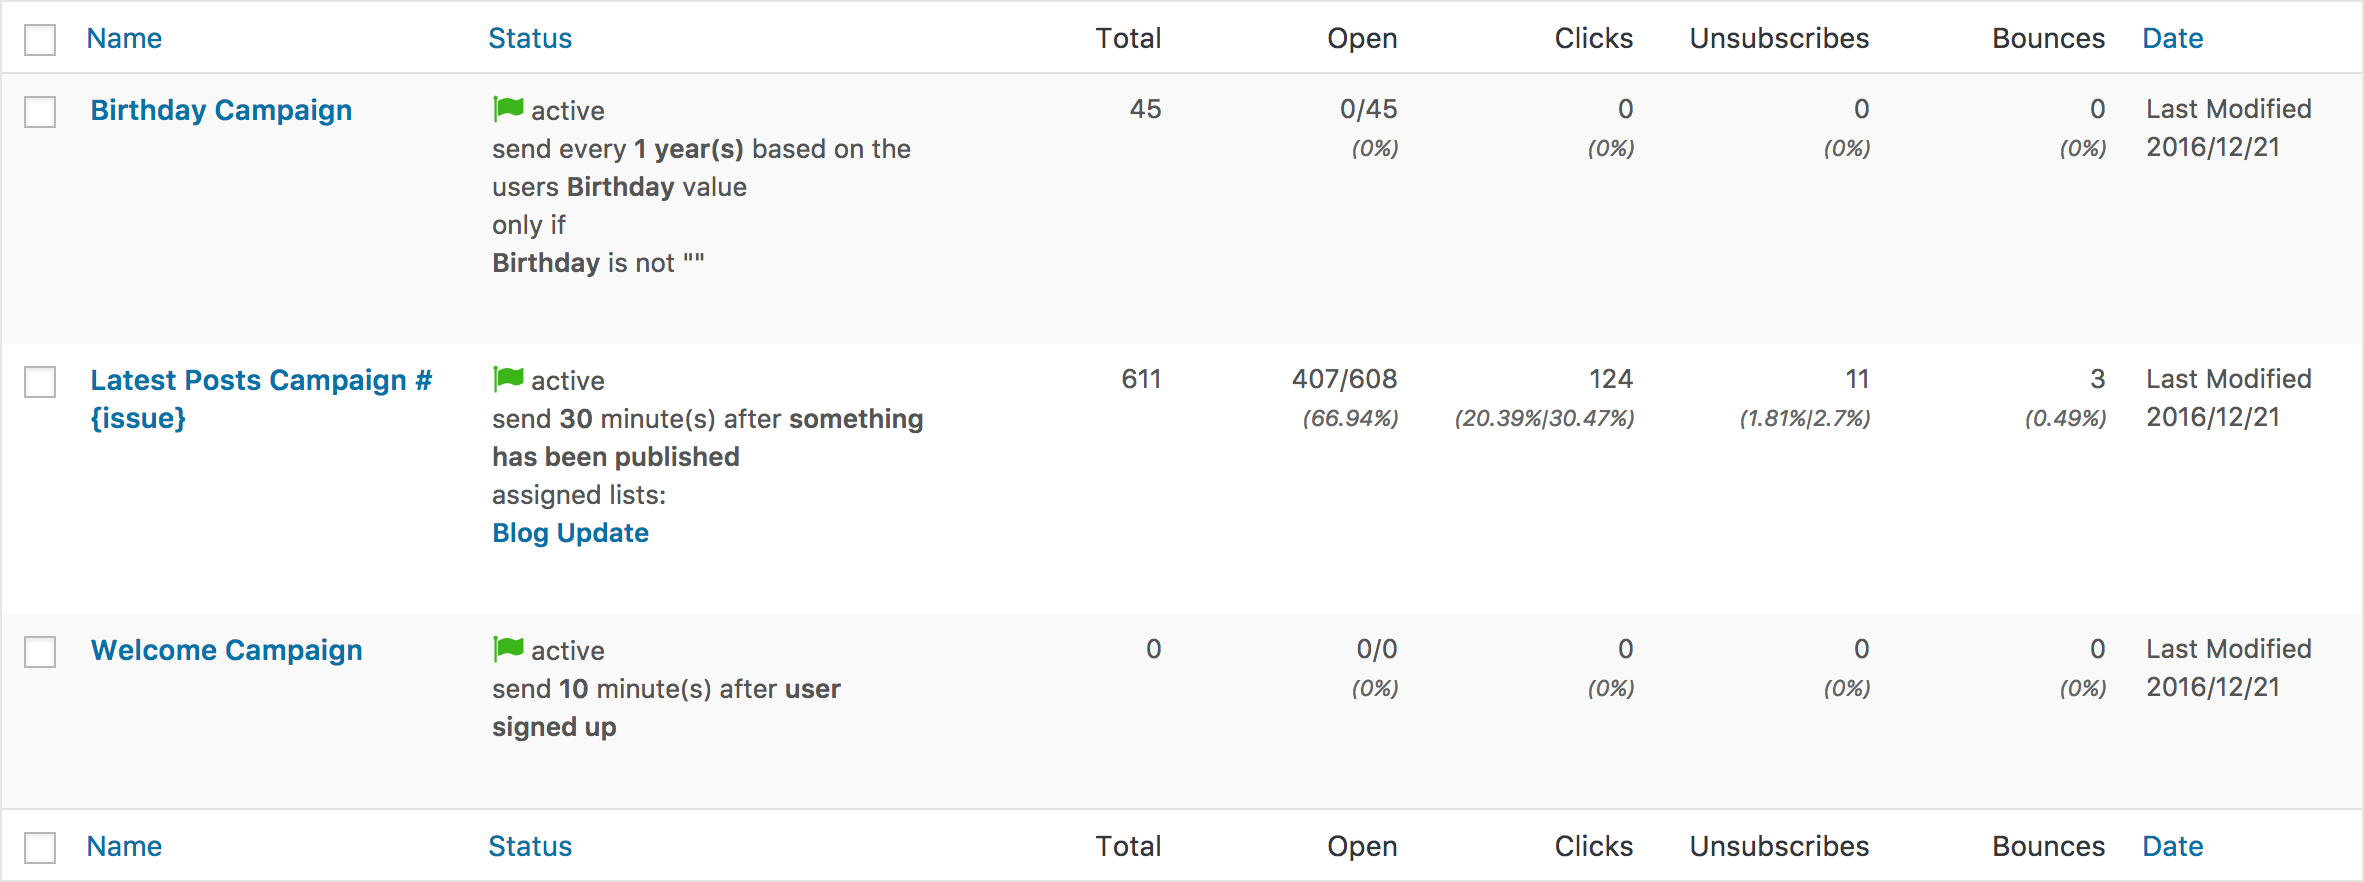 Name Status Total Open Clicks Unsubscribes Bounces Date
Birthday Campaign active 45 0/45 0 0 0 Last Modified
send every 1 year(s) based on the (0%) (0%) (0%) (0%) 2016/12/21
users Birthday value
only if
Birthday is not ""
Latest Posts Campaign # active 611 407/608 124 11 3 Last Modified
{issue} send 30 minute(s) after something (66.94%) (20.39%|30.47%) (1.81%|2.7%) (0.49%) 2016/12/21
has been published
assigned lists:
Blog Update
Welcome Campaign active 0 0/0 0 0 0 Last Modified
send 10 minute(s) after user (0%) (0%) (0%) (0%) 2016/12/21
signed up
Name Status Total Open Clicks Unsubscribes Bounces Date